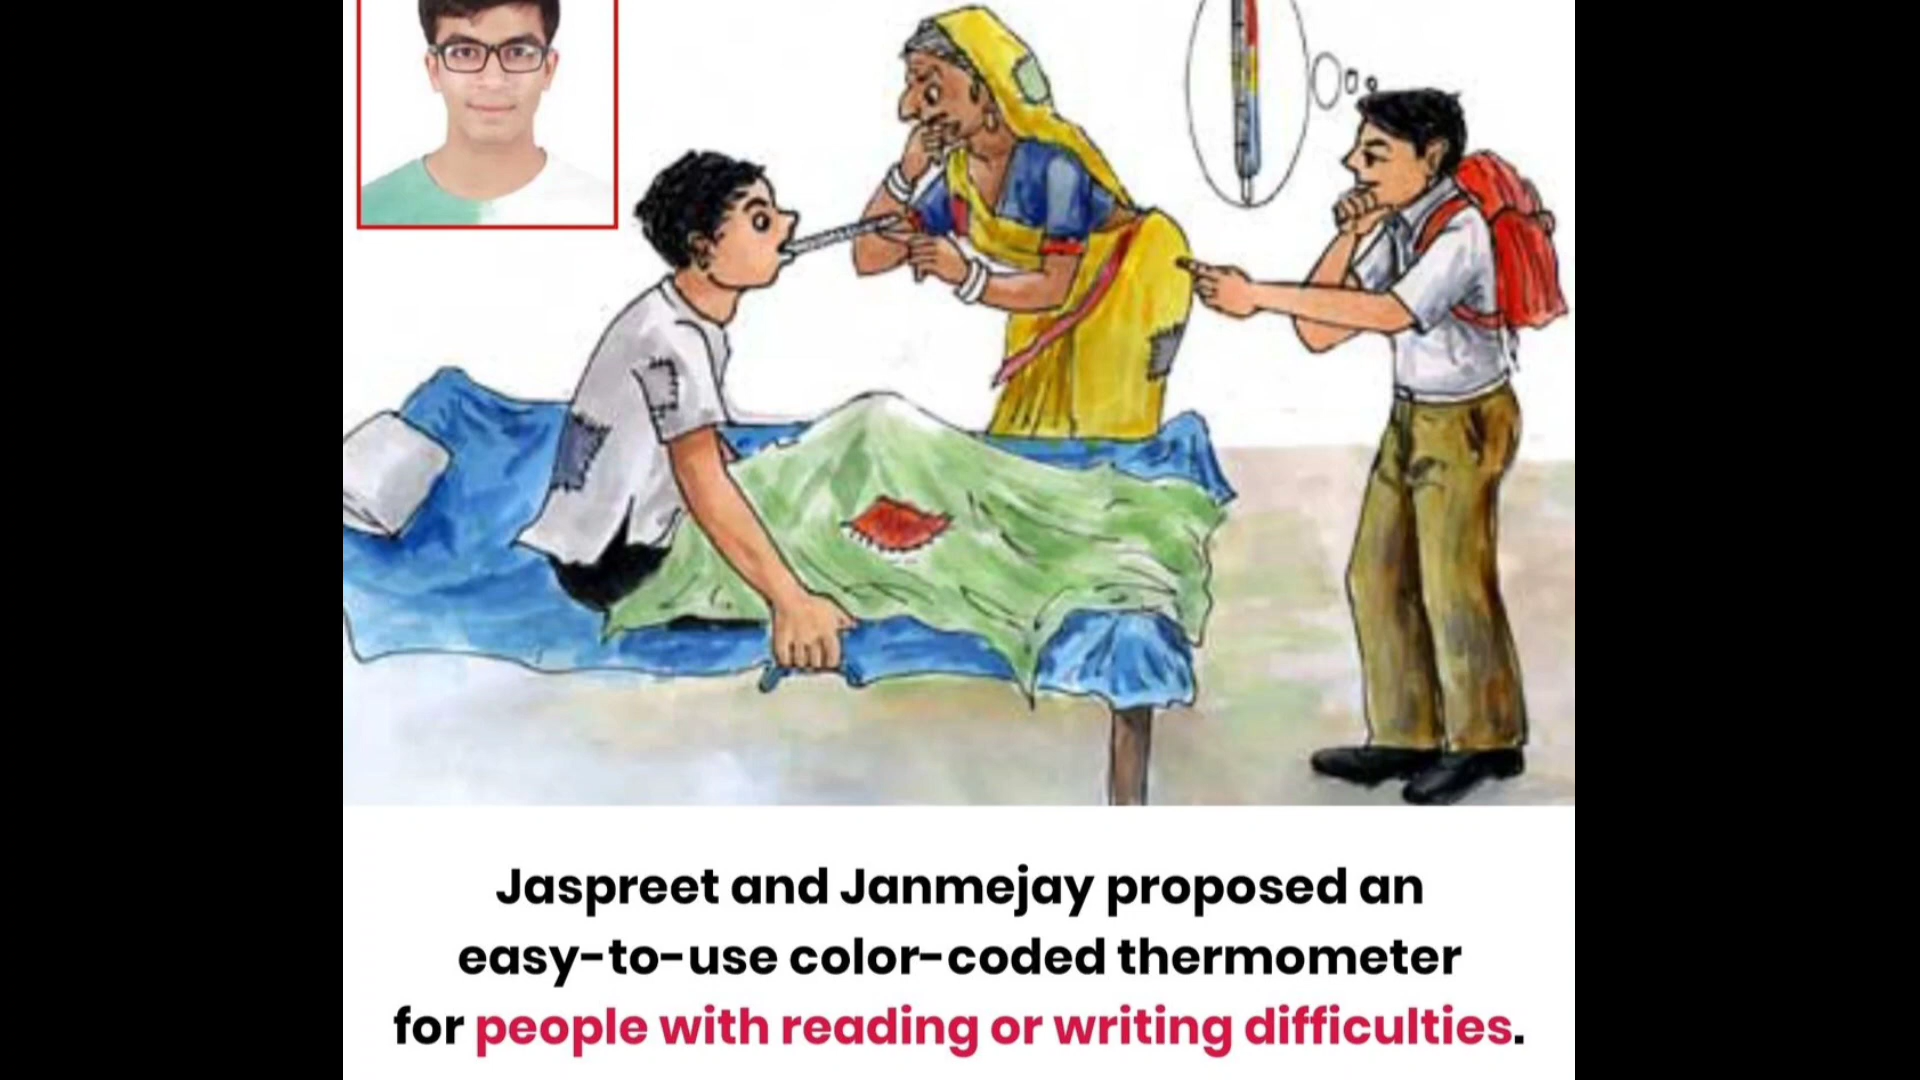 Jaspreet and Janmejay proposed an
easy-to-use color-coded thermometer
for people with reading or writing difficulties.